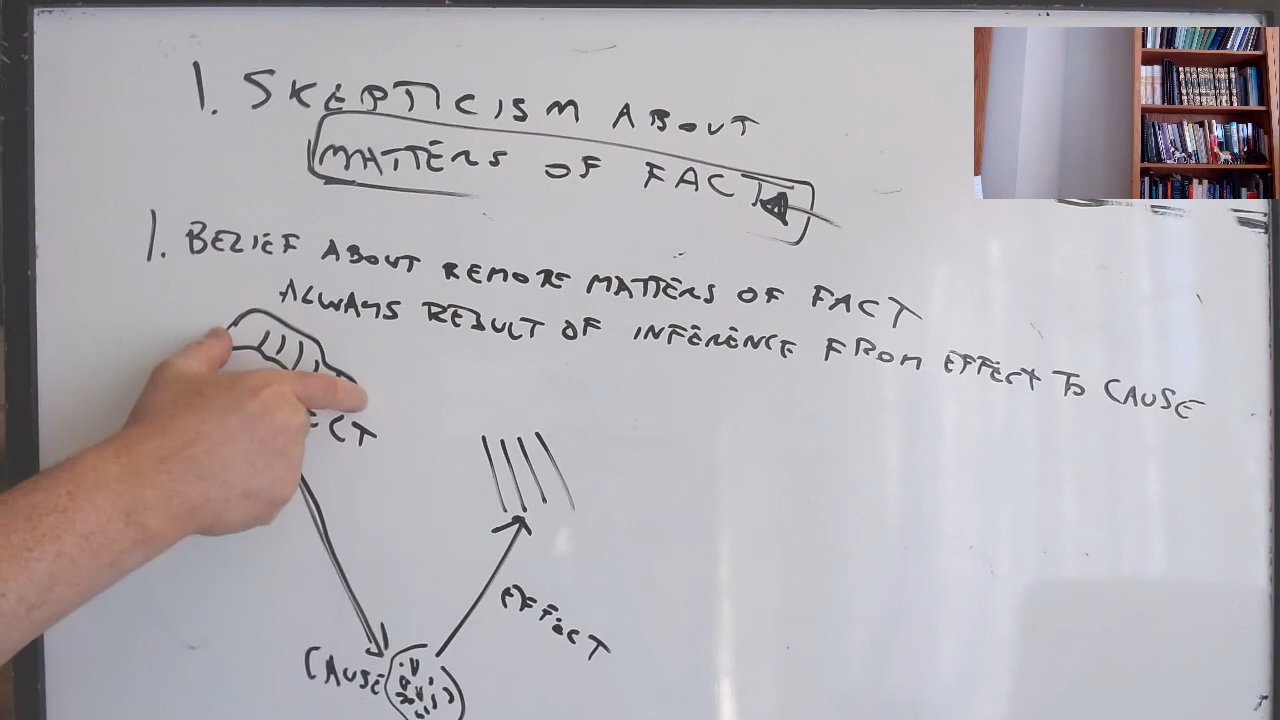 1. SKEPTICISM ABOUT
MATTERS OF FACT
1. BELIEF ABOUT REMOTE MATTERS OF FACT
ALWAYS RESULT OF INFERENCE FROM EFFECT TO CAUSE
ECT
EFFECT
CAUSE